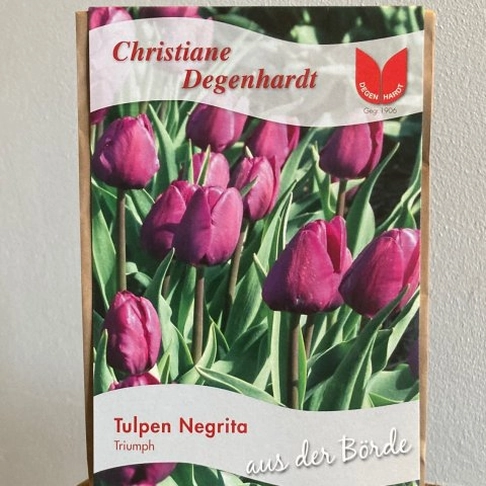 Christiane
Degenhardt
DEGEN HARDT
Gegr. 1906
Tulpen Negrita
Triumph
aus der Börde